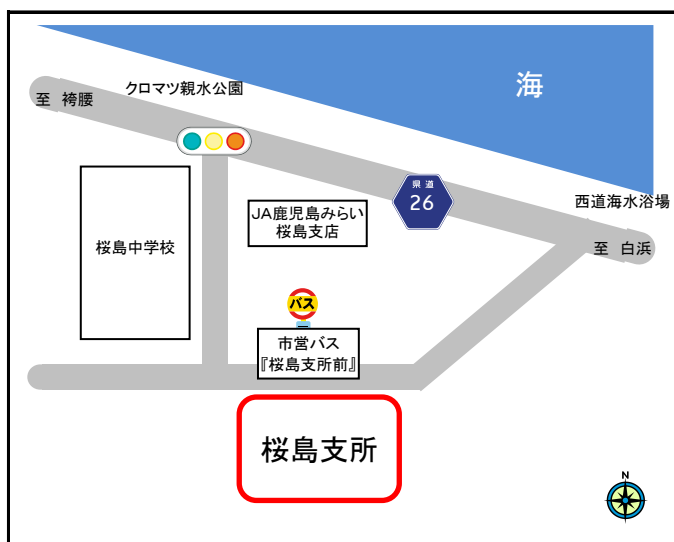 海
クロマツ親水公園
至 袴腰
県道
26
西道海水浴場
JA鹿児島みらい
桜島支店
桜島中学校
至 白浜
バス
市営バス
『桜島支所前』
桜島支所
N